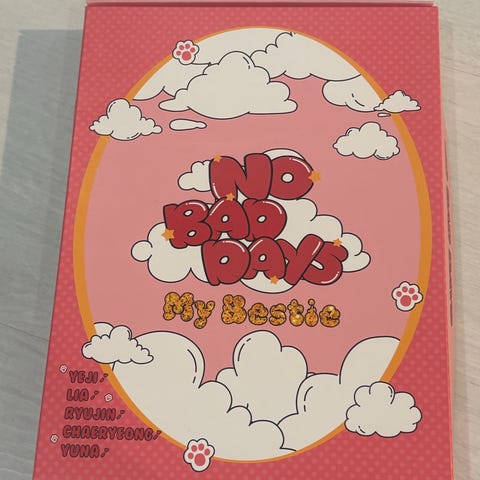 NO
BAD
DAYS
My Bestie
YEJI
LIA
RYUJIN
CHAERYEONG
YUNA